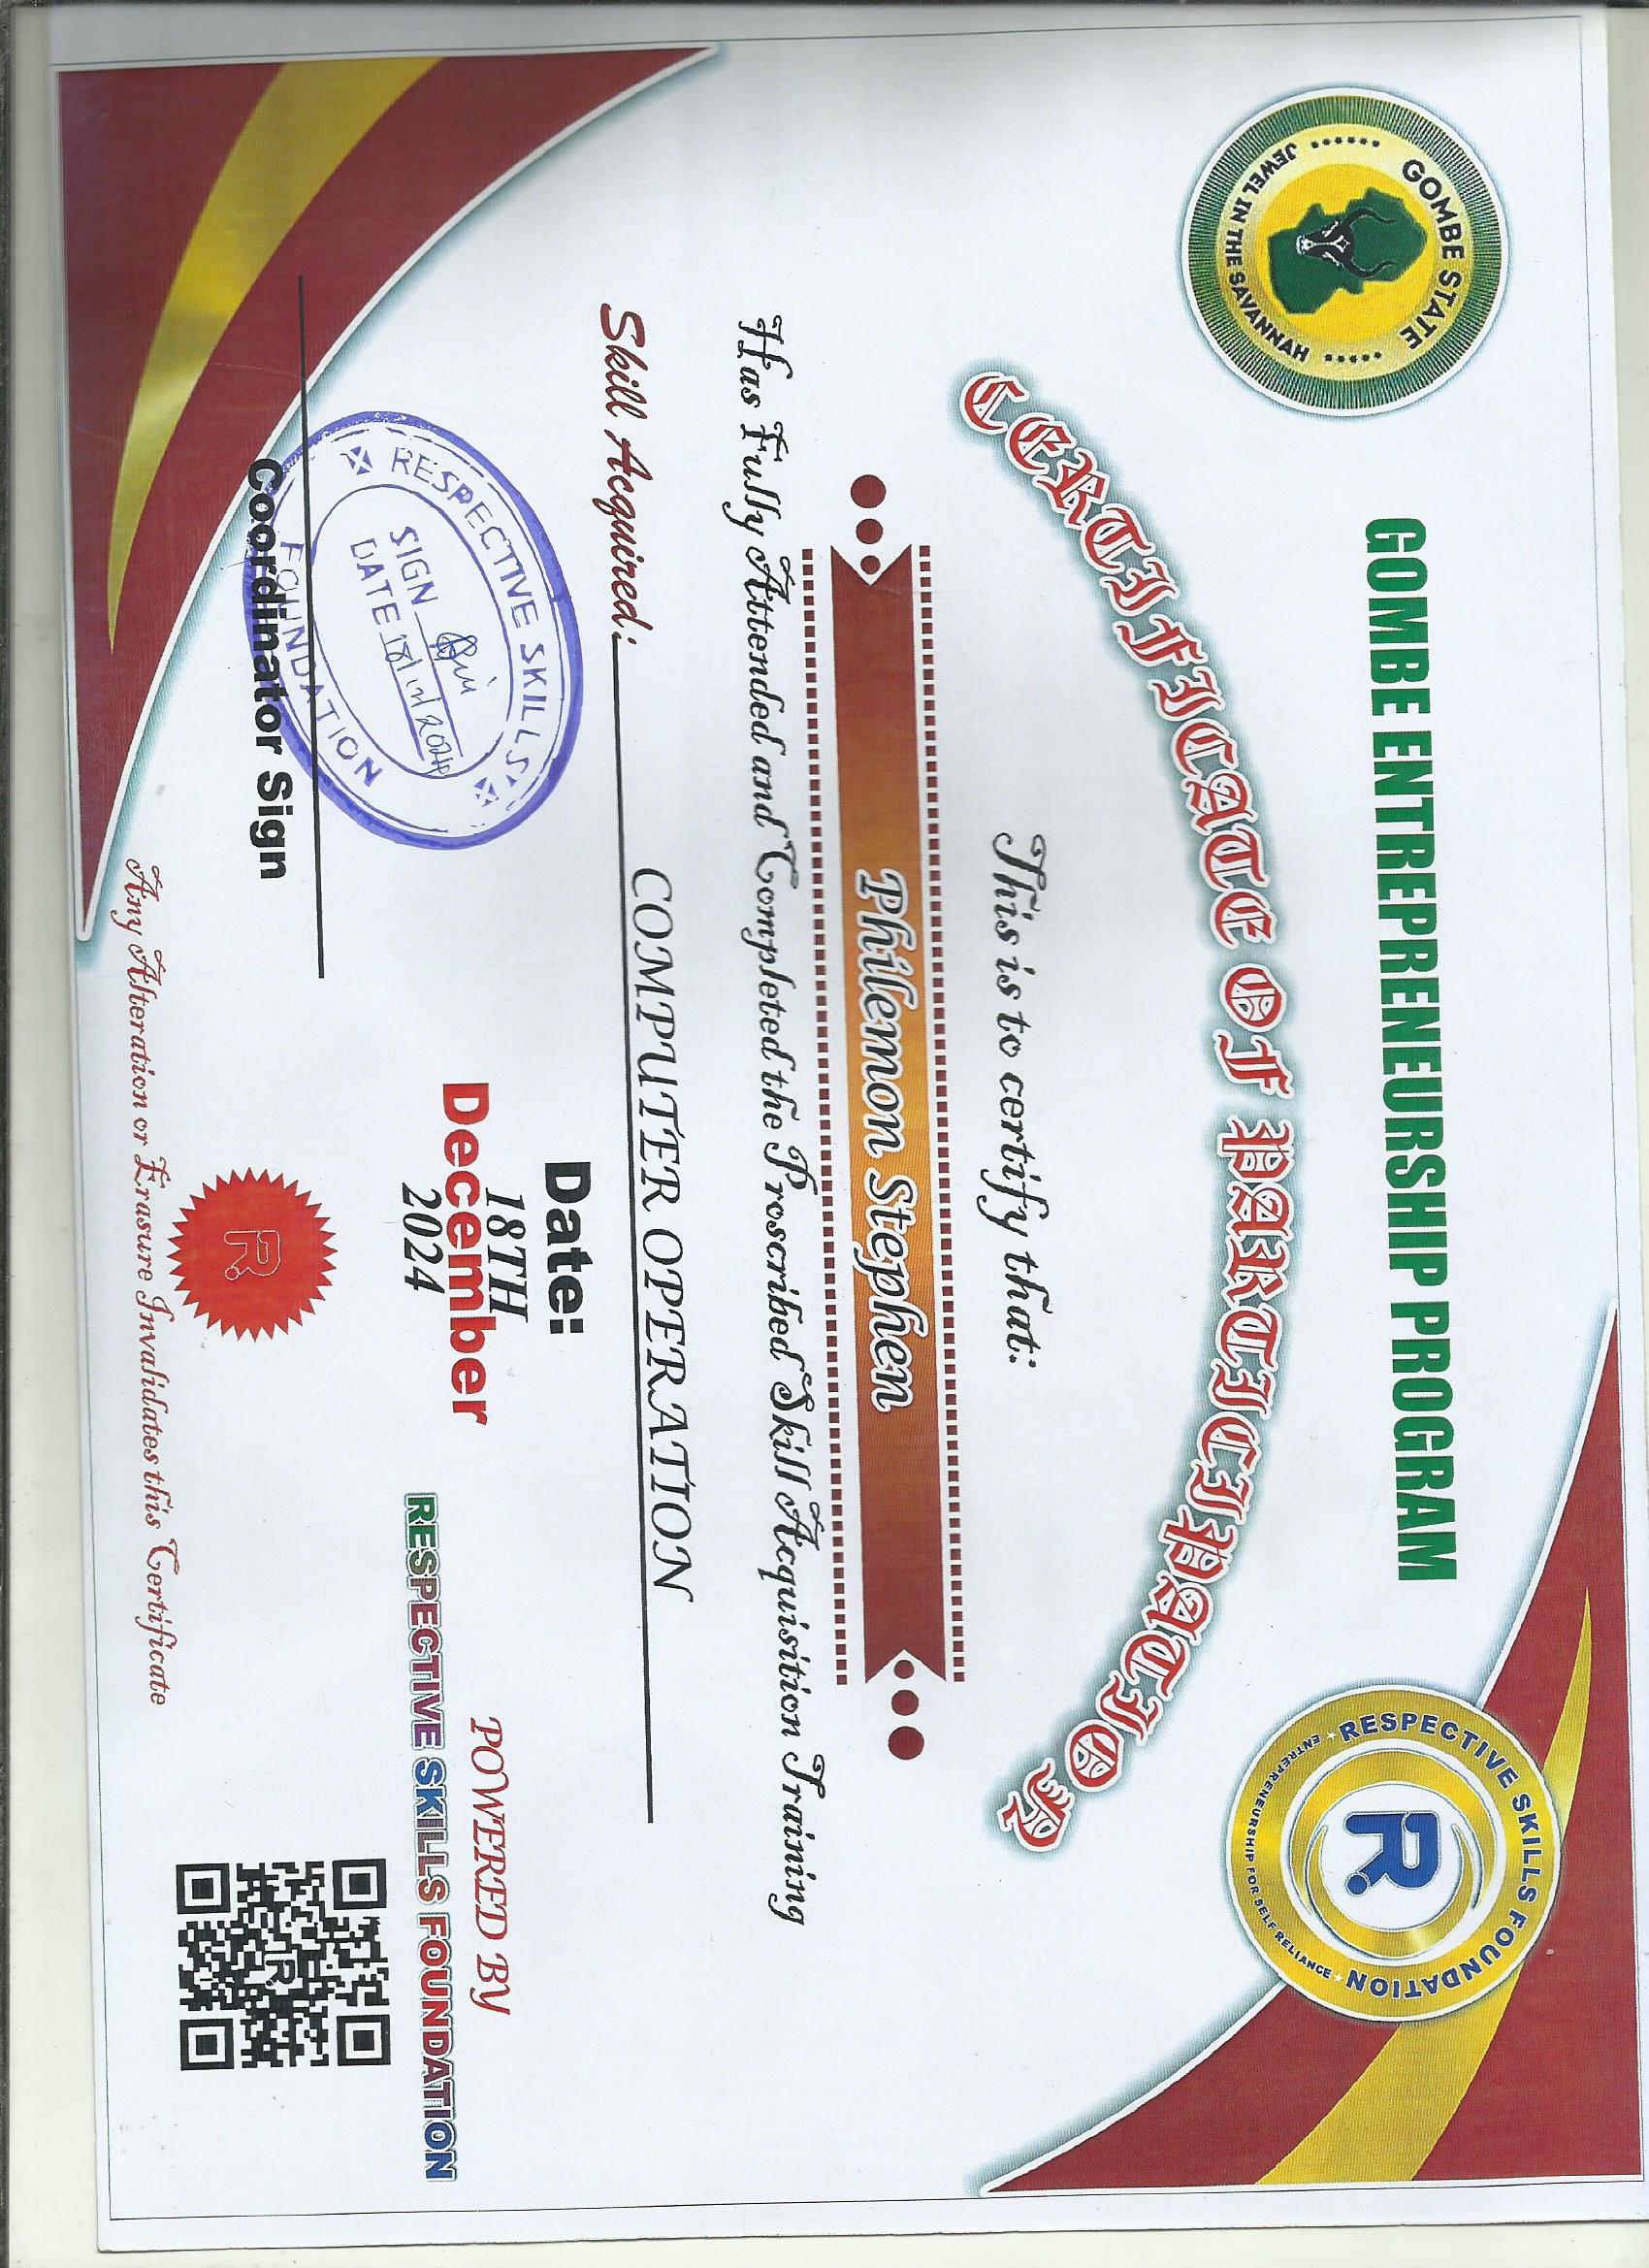 GOMBE STATE
JEWEL IN THE SAVANNAH
RESPECTIVE SKILLS FOUNDATION
ENTREPRENEURSHIP FOR SELF RELIANCE
R
GOMBE ENTREPRENEURSHIP PROGRAM
CERTIFICATE OF PARTICIPATION
This is to certify that:
Philemon Stephen
Has Fully Attended and Completed the Proscribed Skill Acquisition Training
Skill Acquired: COMPUTER OPERATION
Date:
18TH
December
2024
RESPECTIVE SKILLS
SIGN
DATE 18/12/2024
FOUNDATION
Coordinator Sign
POWERED BY
RESPECTIVE SKILLS FOUNDATION
R
R
Any Alteration or Erasure Invalidates this Certificate